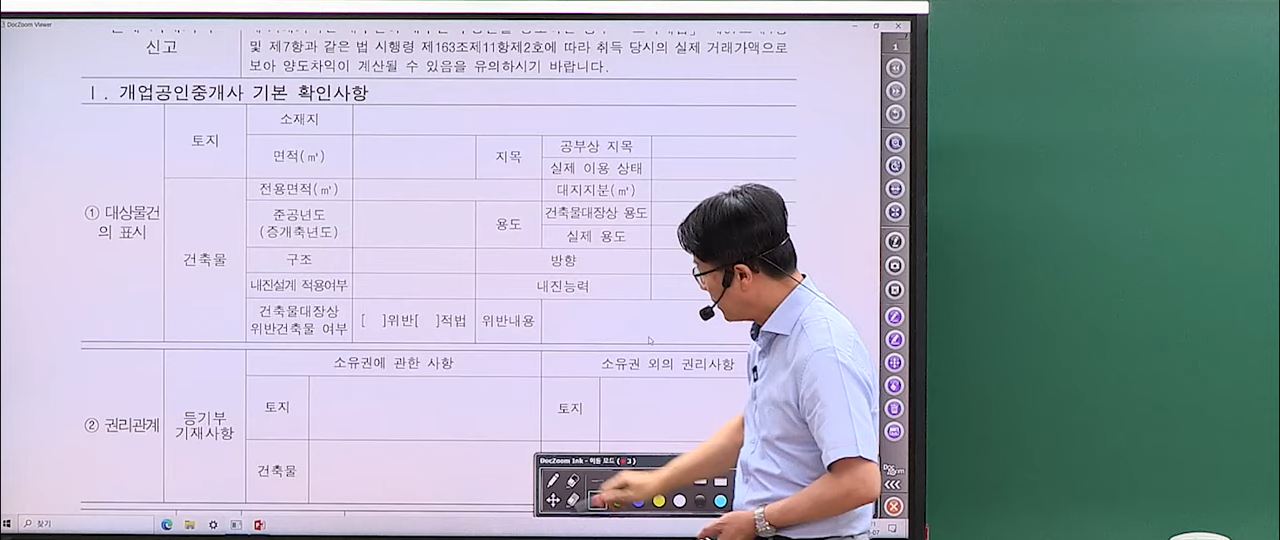 DocZoom Viewer
신고
및 제7항과 같은 법 시행령 제163조제11항제2호에 따라 취득 당시의 실제 거래가액으로
보아 양도차익이 계산될 수 있음을 유의하시기 바랍니다.
Ⅰ. 개업공인중개사 기본 확인사항
① 대상물건
의 표시
토지
소재지
면적(㎡)
지목
공부상 지목
실제 이용 상태
건축물
전용면적(㎡)
대지지분(㎡)
준공년도
(증개축년도)
용도
건축물대장상 용도
실제 용도
구조
방향
내진설계 적용여부
내진능력
건축물대장상
위반건축물 여부
[ ]위반[ ]적법
위반내용
② 권리관계
등기부
기재사항
소유권에 관한 사항
소유권 외의 권리사항
토지
토지
건축물
DocZoom Ink - 이동 모드 ( 3 )
찾기
1